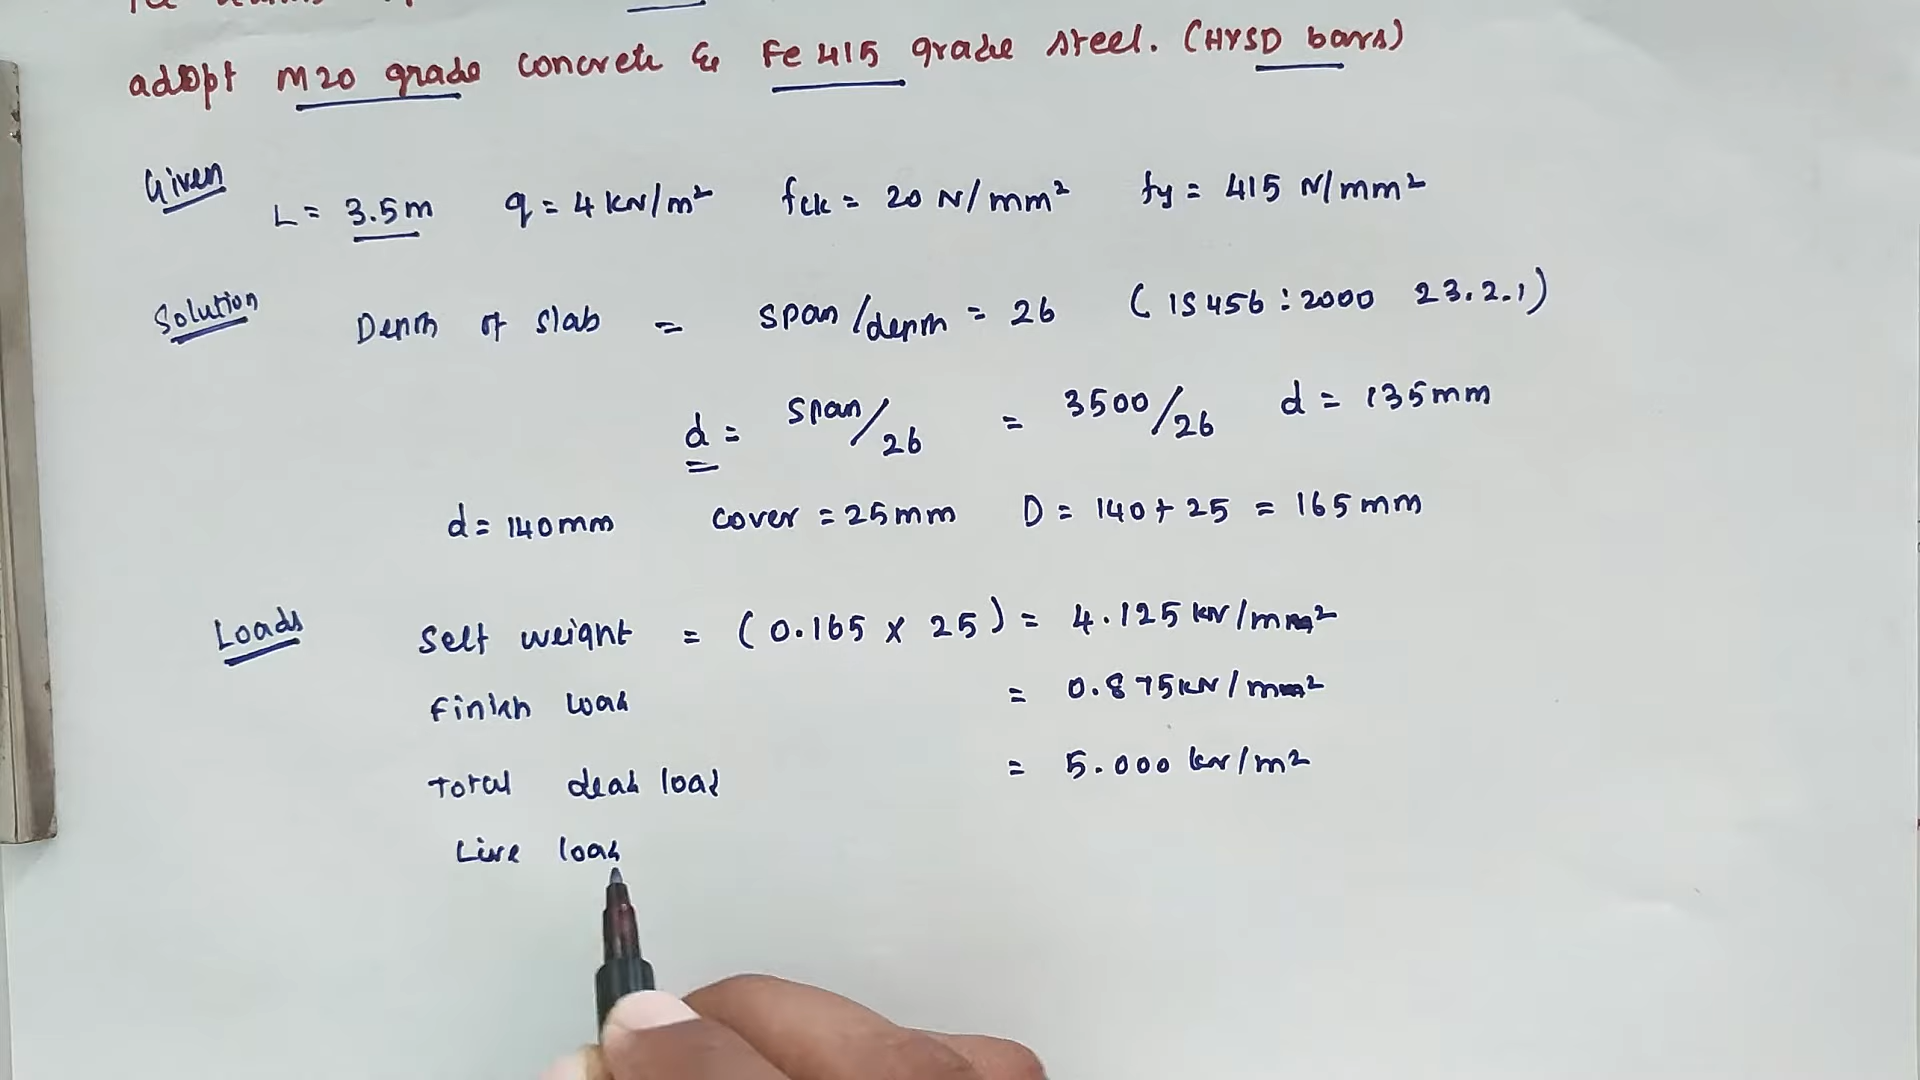 adopt M20 grade concrete & Fe 415 grade steel. (HYSD bars)
Given
L = 3.5m q = 4 kN/m² fck = 20 N/mm² fy = 415 N/mm²
Solution Depth of slab = span/depth = 26 (IS 456 : 2000 23.2.1)
d = span/26 = 3500/26 d = 135mm
d = 140mm cover = 25mm D = 140 + 25 = 165 mm
Loads Self weight = (0.165 x 25) = 4.125 kN/m²
Finish load = 0.875 kN/m²
Total dead load = 5.000 kN/m²
Live load